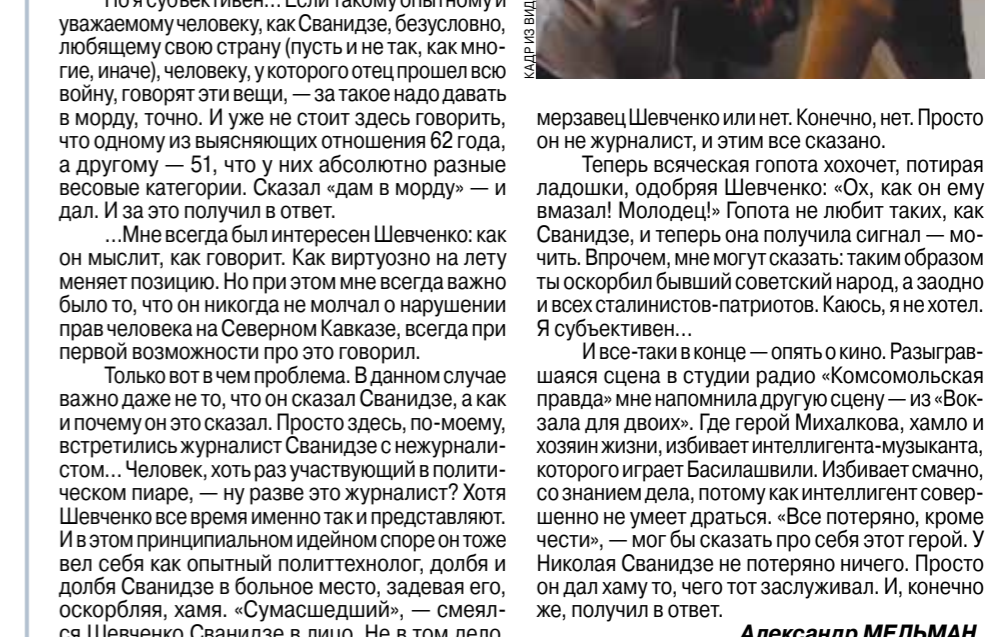 Но я субъективен… Если такому опытному и
уважаемому человеку, как Сванидзе, безусловно,
любящему свою страну (пусть и не так, как мно-
гие, иначе), человеку, у которого отец прошел всю
войну, говорят эти вещи, — за такое надо давать
в морду, точно. И уже не стоит здесь говорить,
что одному из выясняющих отношения 62 года,
а другому — 51, что у них абсолютно разные
весовые категории. Сказал «дам в морду» — и
дал. И за это получил в ответ.
…Мне всегда был интересен Шевченко: как
он мыслит, как говорит. Как виртуозно на лету
меняет позицию. Но при этом мне всегда важно
было то, что он никогда не молчал о нарушении
прав человека на Северном Кавказе, всегда при
первой возможности про это говорил.
Только вот в чем проблема. В данном случае
важно даже не то, что он сказал Сванидзе, а как
и почему он это сказал. Просто здесь, по-моему,
встретились журналист Сванидзе с нежурнали-
стом… Человек, хоть раз участвующий в полити-
ческом пиаре, — ну разве это журналист? Хотя
Шевченко все время именно так и представляют.
И в этом принципиальном идейном споре он тоже
вел себя как опытный политтехнолог, долбя и
долбя Сванидзе в больное место, задевая его,
оскорбляя, хамя. «Сумасшедший», — смеял-
ся Шевченко Сванидзе в лицо. Не в том дело,
КАДР ИЗ ВИД
мерзавец Шевченко или нет. Конечно, нет. Просто
он не журналист, и этим все сказано.
Теперь всяческая гопота хохочет, потирая
ладошки, одобряя Шевченко: «Ох, как он ему
вмазал! Молодец!» Гопота не любит таких, как
Сванидзе, и теперь она получила сигнал — мо-
чить. Впрочем, мне могут сказать: таким образом
ты оскорбил бывший советский народ, а заодно
и всех сталинистов-патриотов. Каюсь, я не хотел.
Я субъективен…
И все-таки в конце — опять о кино. Разыграв-
шаяся сцена в студии радио «Комсомольская
правда» мне напомнила другую сцену — из «Вок-
зала для двоих». Где герой Михалкова, хамло и
хозяин жизни, избивает интеллигента-музыканта,
которого играет Басилашвили. Избивает смачно,
со знанием дела, потому как интеллигент совер-
шенно не умеет драться. «Все потеряно, кроме
чести», — мог бы сказать про себя этот герой. У
Николая Сванидзе не потеряно ничего. Просто
он дал хаму то, чего тот заслуживал. И, конечно
же, получил в ответ.
Александр МЕЛЬМАН.